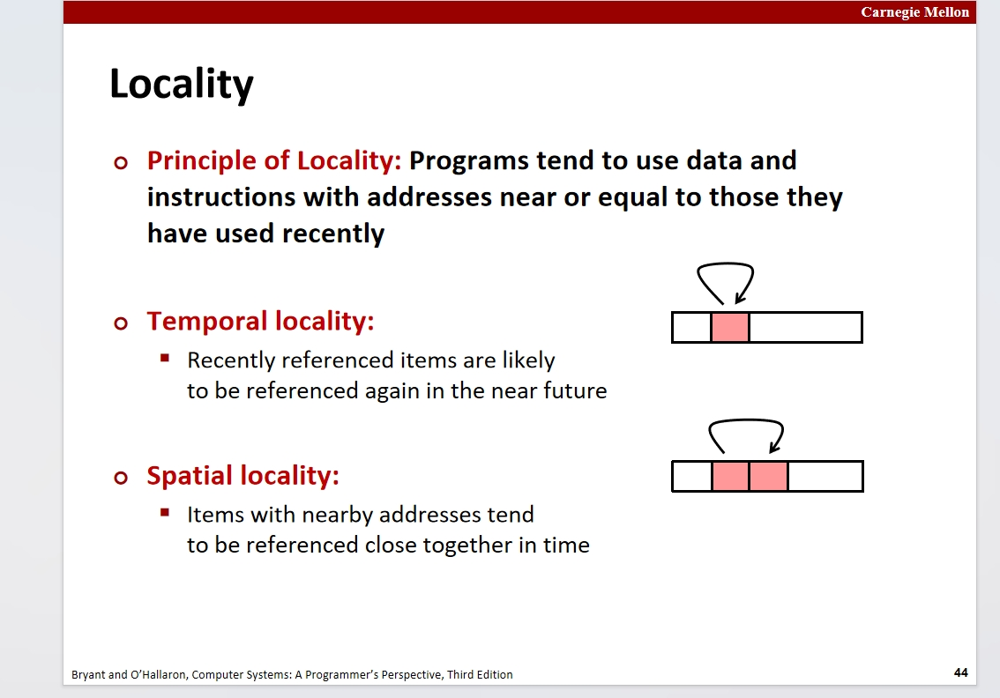 Carnegie Mellon
Locality
Principle of Locality: Programs tend to use data and
instructions with addresses near or equal to those they
have used recently
Temporal locality:
Recently referenced items are likely
to be referenced again in the near future
Spatial locality:
Items with nearby addresses tend
to be referenced close together in time
Bryant and O’Hallaron, Computer Systems: A Programmer’s Perspective, Third Edition
44